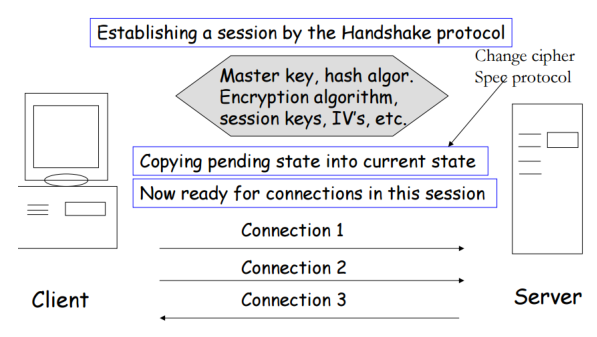 Establishing a session by the Handshake protocol
Change cipher
Spec protocol
Master key, hash algor.
Encryption algorithm,
session keys, IV's, etc.
Copying pending state into current state
Now ready for connections in this session
Connection 1
Connection 2
Connection 3
Client
Server